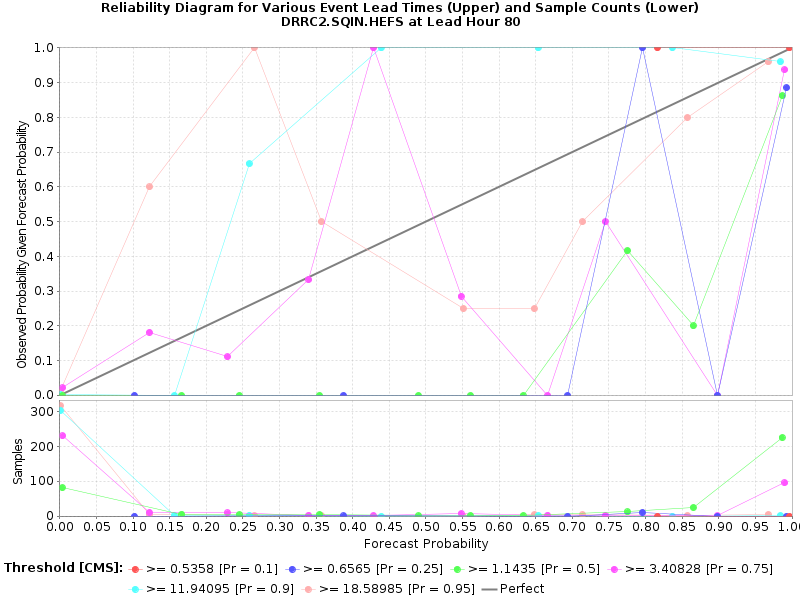 Reliability Diagram for Various Event Lead Times (Upper) and Sample Counts (Lower)
DRRC2.SQIN.HEFS at Lead Hour 80
Observed Probability Given Forecast Probability
1.0
0.9
0.8
0.7
0.6
0.5
0.4
0.3
0.2
0.1
0.0
Samples
300
200
100
0
0.00 0.05 0.10 0.15 0.20 0.25 0.30 0.35 0.40 0.45 0.50 0.55 0.60 0.65 0.70 0.75 0.80 0.85 0.90 0.95 1.00
Forecast Probability
Threshold [CMS]: >= 0.5358 [Pr = 0.1] >= 0.6565 [Pr = 0.25] >= 1.1435 [Pr = 0.5] >= 3.40828 [Pr = 0.75]
>= 11.94095 [Pr = 0.9] >= 18.58985 [Pr = 0.95] Perfect